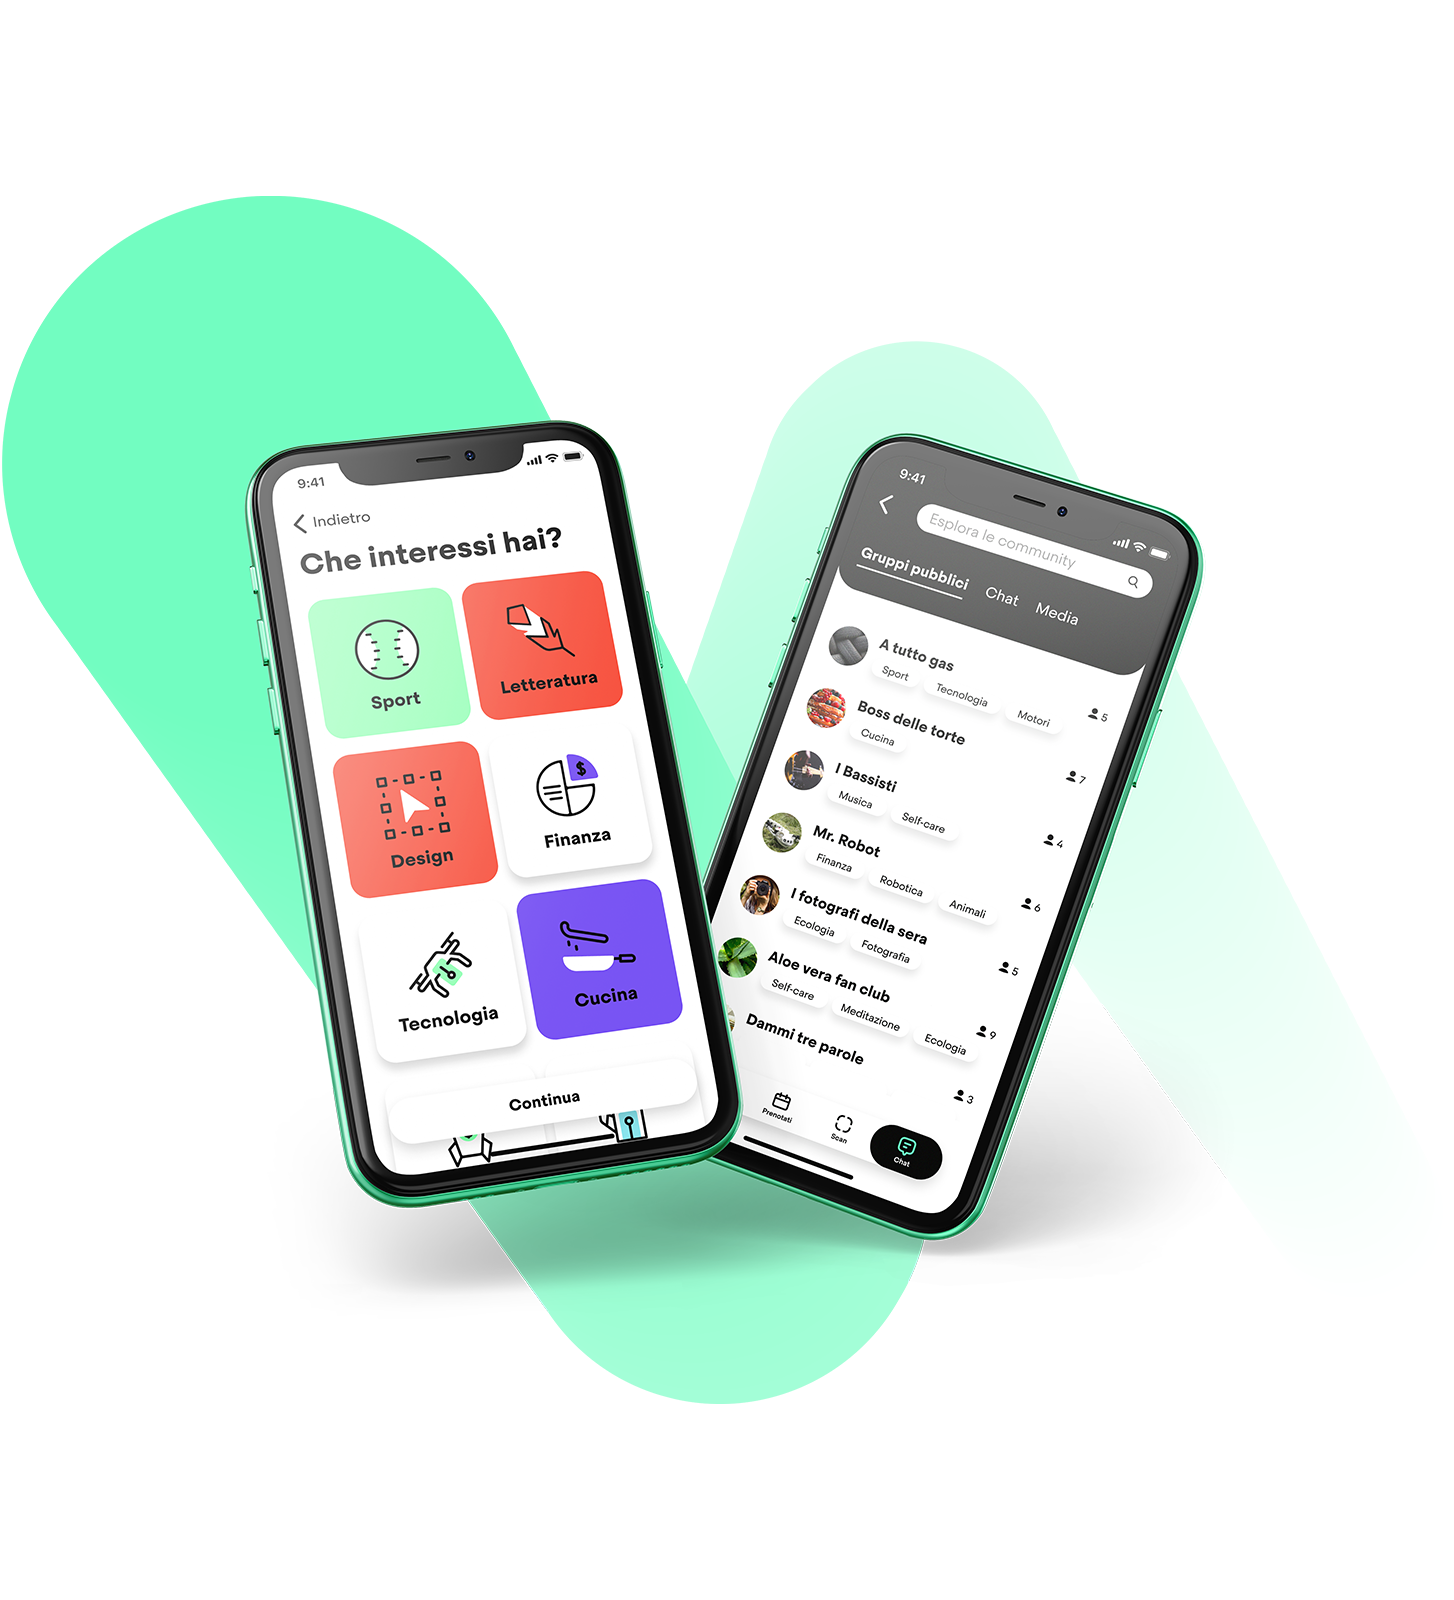 9:41
Indietro
Che interessi hai?
Sport
Letteratura
Design
Finanza
$
Tecnologia
Cucina
Continua
9:41
Esplora le community
Gruppi pubblici Chat Media
A tutto gas
Sport Tecnologia Motori
5
Boss delle torte
Cucina
7
I Bassisti
Musica Self-care
4
Mr. Robot
Finanza Robotica Animali
6
I fotografi della sera
Ecologia Fotografia
5
Aloe vera fan club
Self-care Meditazione Ecologia
9
Dammi tre parole
3
Prenotati Scan Chat